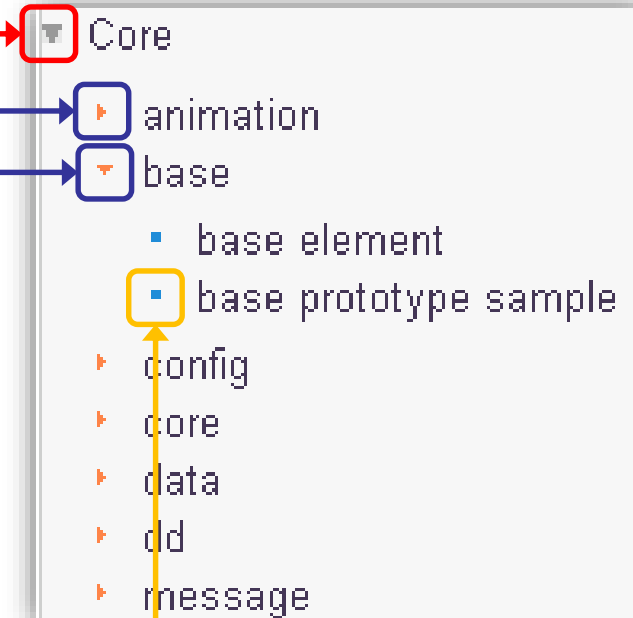 Core
animation
base
base element
base prototype sample
config
core
data
dd
message